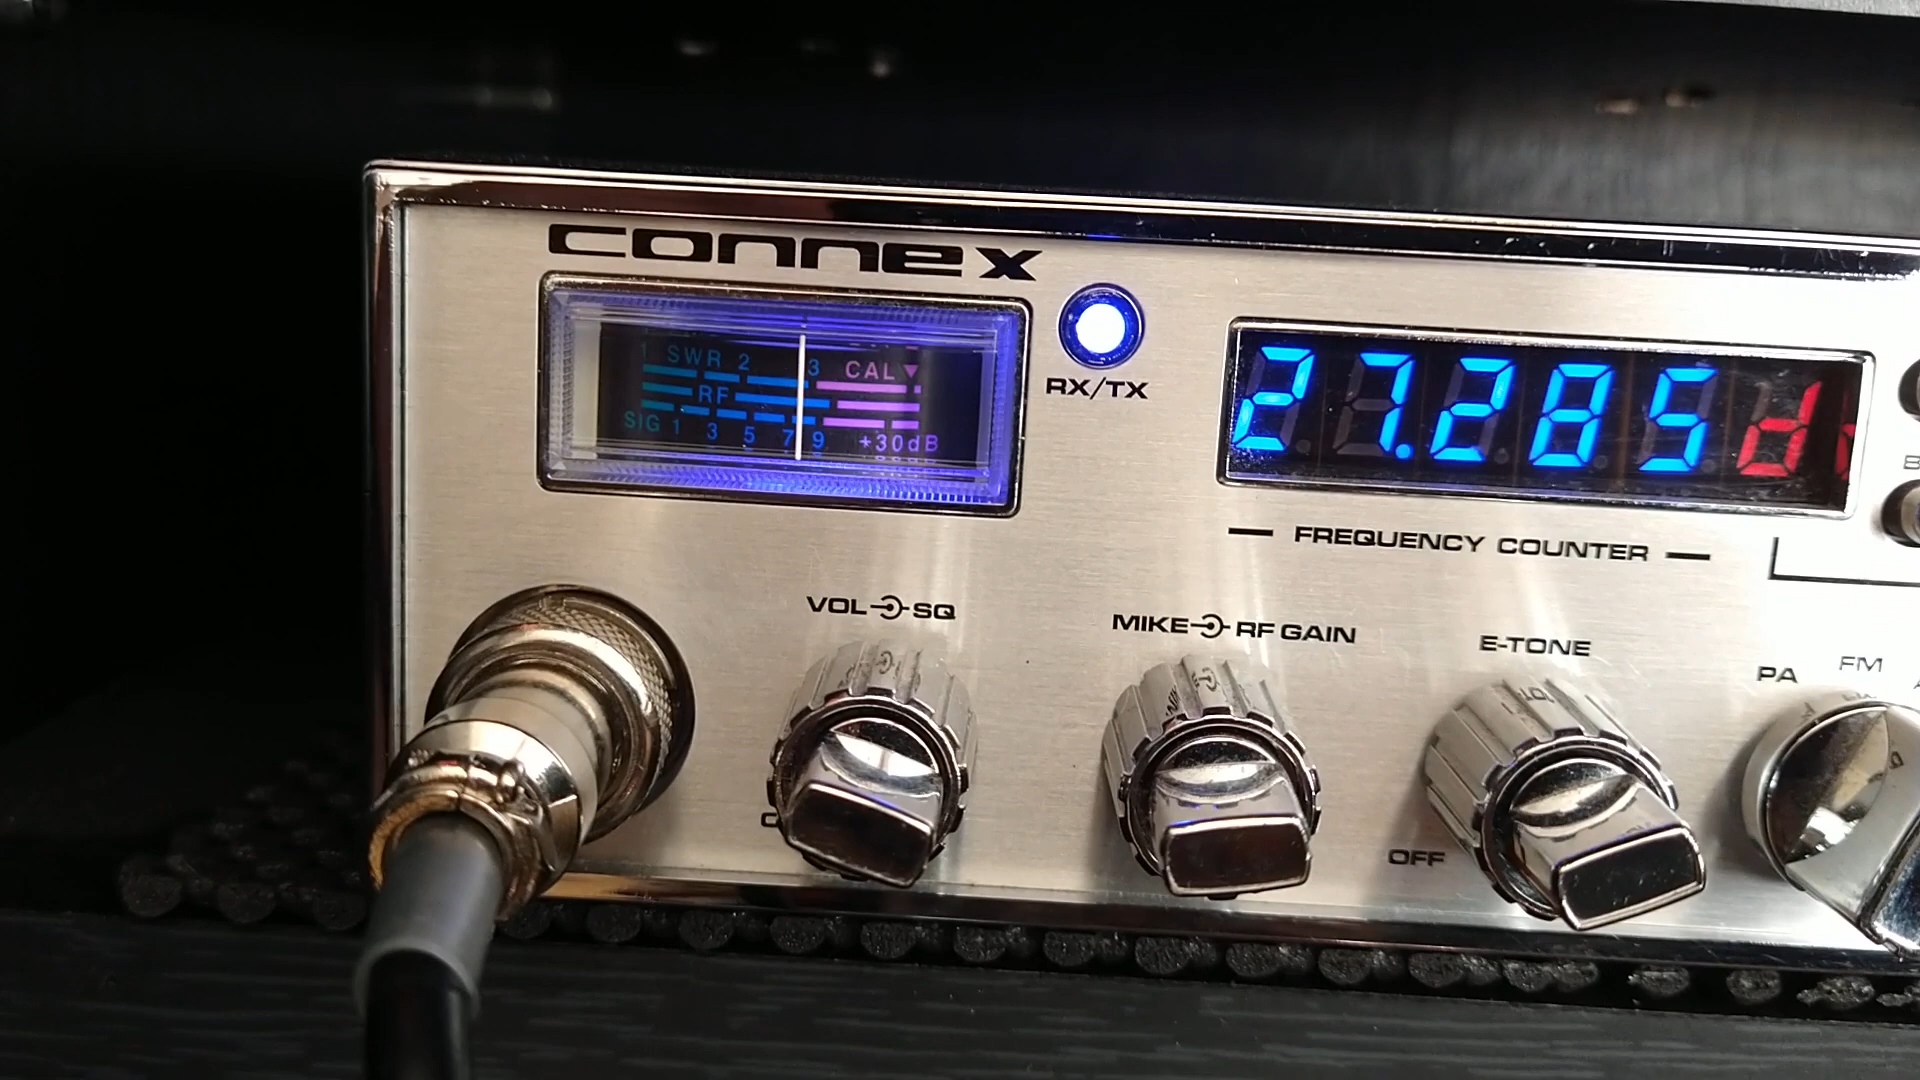 connex
1 SWR 2 3 CAL
RF
SIG 1 3 5 7 9 +30dB
RX/TX
27.285d
FREQUENCY COUNTER
VOL SQ
MIKE RF GAIN
E-TONE
OFF
PA
FM